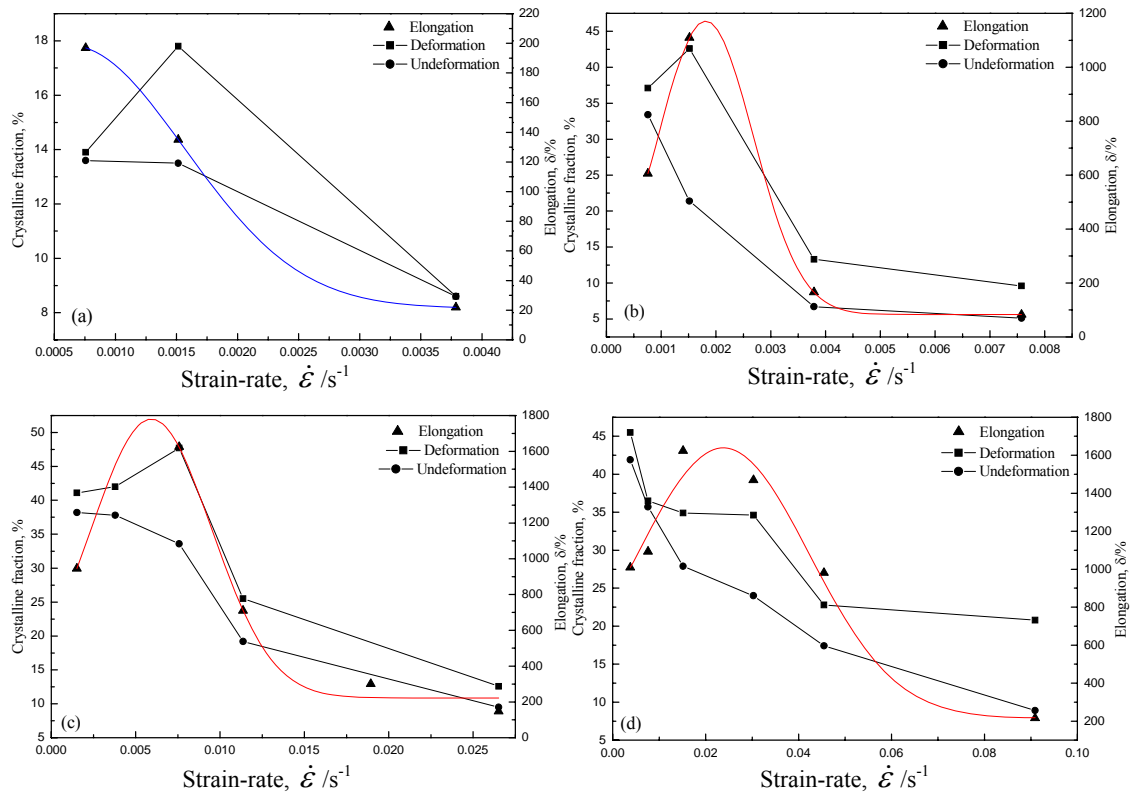 Elongation
Deformation
Undeformation
18
16
14
12
10
8
220
200
180
160
140
120
100
80
60
40
20
0
Crystalline fraction, %
Elongation, δ/%
(a)
0.0005 0.0010 0.0015 0.0020 0.0025 0.0030 0.0035 0.0040
Strain-rate, ε̇ /s-1
Elongation
Deformation
Undeformation
45
40
35
30
25
20
15
10
5
1200
1000
800
600
400
200
0
Crystalline fraction, %
Elongation, δ/%
(b)
0.000 0.001 0.002 0.003 0.004 0.005 0.006 0.007 0.008
Strain-rate, ε̇ /s-1
Elongation
Deformation
Undeformation
50
45
40
35
30
25
20
15
10
5
1800
1600
1400
1200
1000
800
600
400
200
0
Crystalline fraction, %
Elongation, δ/%
(c)
0.000 0.005 0.010 0.015 0.020 0.025
Strain-rate, ε̇ /s-1
Elongation
Deformation
Undeformation
45
40
35
30
25
20
15
10
5
1800
1600
1400
1200
1000
800
600
400
200
Crystalline fraction, %
Elongation, δ/%
(d)
0.00 0.02 0.04 0.06 0.08 0.10
Strain-rate, ε̇ /s-1